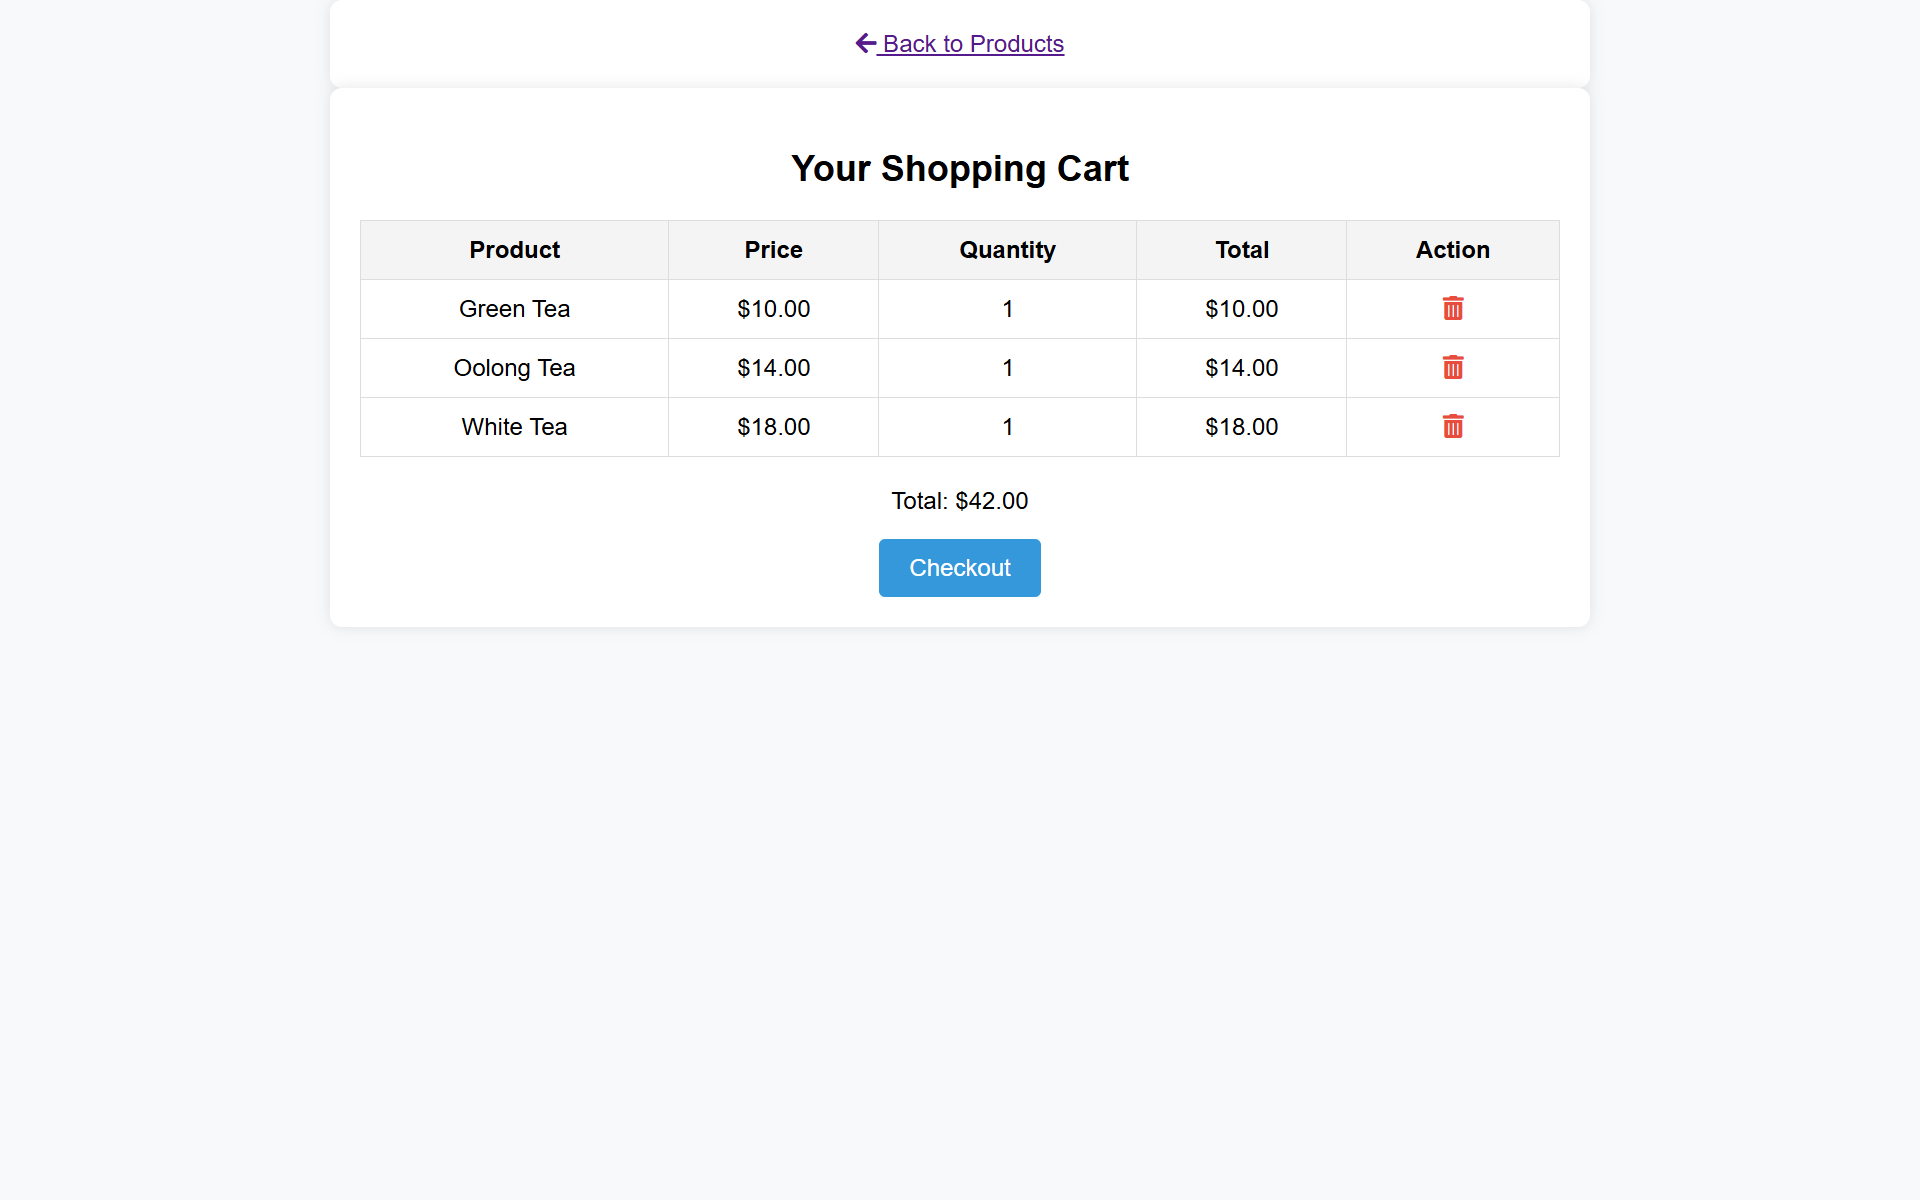 Back to Products
Your Shopping Cart
Product Price Quantity Total Action
Green Tea $10.00 1 $10.00
Oolong Tea $14.00 1 $14.00
White Tea $18.00 1 $18.00
Total: $42.00
Checkout